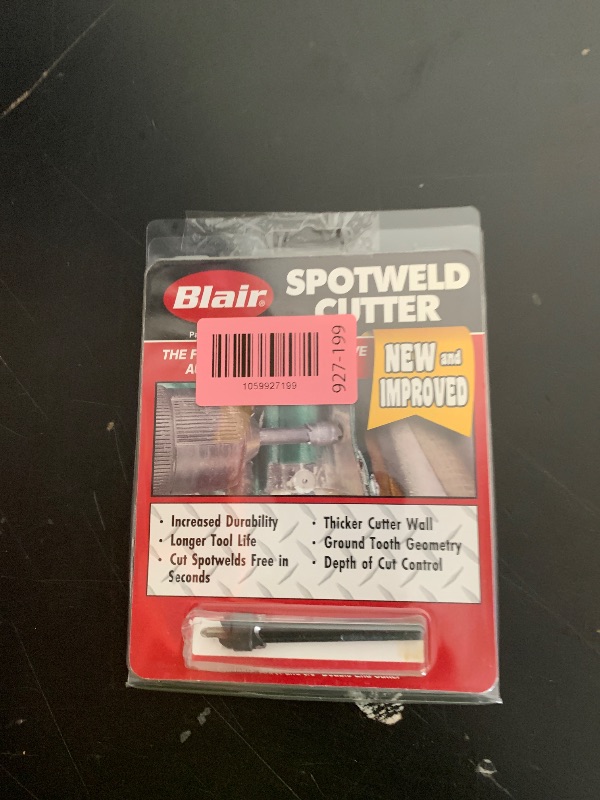 Blair®
SPOTWELD
CUTTER
THE
1059927199
927-199
NEW and
IMPROVED
• Increased Durability
• Longer Tool Life
• Cut Spotwelds Free in
Seconds
• Thicker Cutter Wall
• Ground Tooth Geometry
• Depth of Cut Control